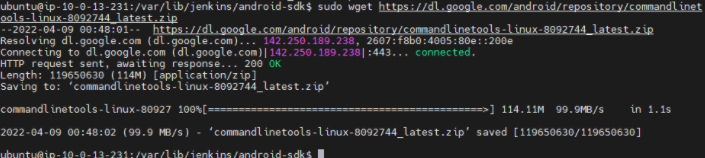 ubuntu@ip-10-0-13-231:/var/lib/jenkins/android-sdk$ sudo wget https://dl.google.com/android/repository/commandlinet
ools-linux-8092744_latest.zip
--2022-04-09 00:48:01--  https://dl.google.com/android/repository/commandlinetools-linux-8092744_latest.zip
Resolving dl.google.com (dl.google.com)... 142.250.189.238, 2607:f8b0:4005:80e::200e
Connecting to dl.google.com (dl.google.com)|142.250.189.238|:443... connected.
HTTP request sent, awaiting response... 200 OK
Length: 119650630 (114M) [application/zip]
Saving to: ‘commandlinetools-linux-8092744_latest.zip’
commandlinetools-linux-80927 100%[==============================================>] 114.11M  99.9MB/s    in 1.1s
2022-04-09 00:48:02 (99.9 MB/s) - ‘commandlinetools-linux-8092744_latest.zip’ saved [119650630/119650630]
ubuntu@ip-10-0-13-231:/var/lib/jenkins/android-sdk$